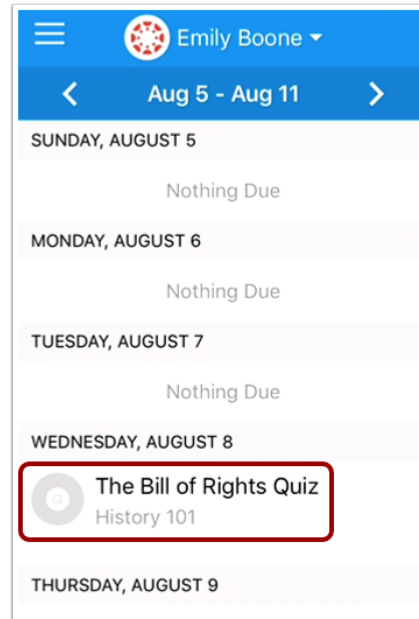 Emily Boone
Aug 5 - Aug 11
SUNDAY, AUGUST 5
Nothing Due
MONDAY, AUGUST 6
Nothing Due
TUESDAY, AUGUST 7
Nothing Due
WEDNESDAY, AUGUST 8
The Bill of Rights Quiz
History 101
THURSDAY, AUGUST 9